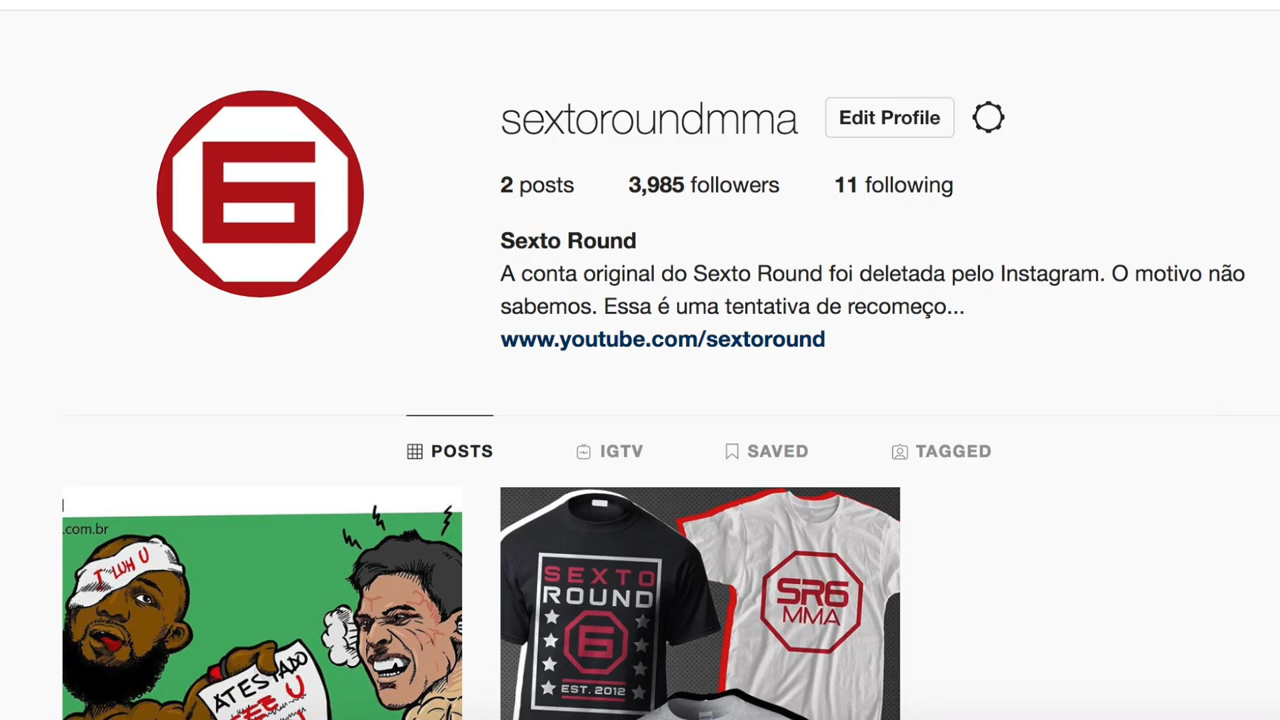 sextoroundmma Edit Profile
2 posts 3,985 followers 11 following
Sexto Round
A conta original do Sexto Round foi deletada pelo Instagram. O motivo não
sabemos. Essa é uma tentativa de recomeço...
www.youtube.com/sextoround
POSTS IGTV SAVED TAGGED
.com.br
I LUH U
ATESTADO
SEXTO
ROUND
6
EST. 2012
SR6
MMA